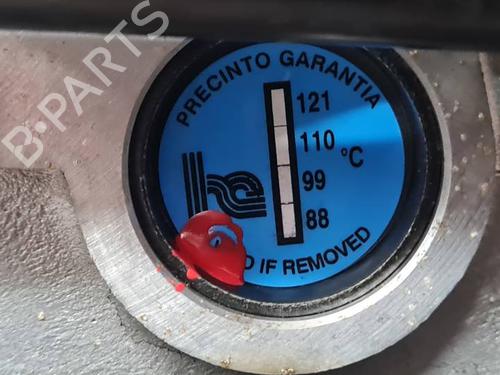 B-PARTS
PRECINTO GARANTIA
121
110
°C
99
88
IF REMOVED